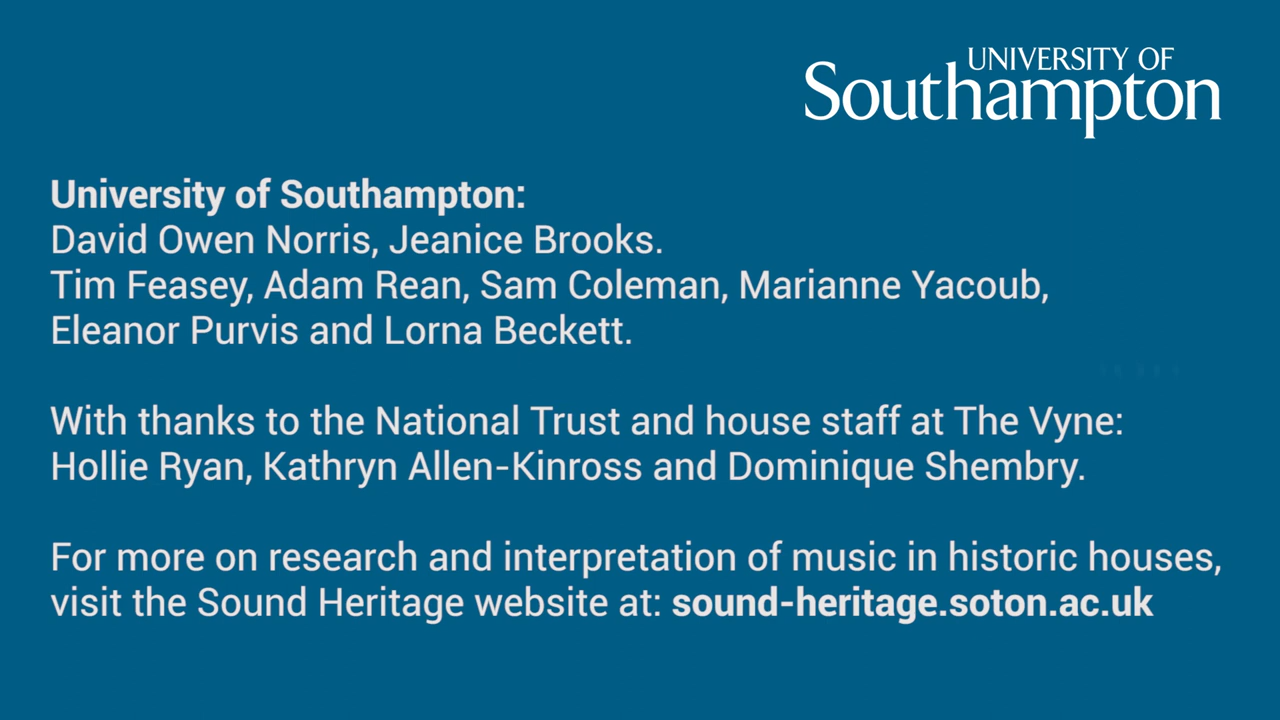 UNIVERSITY OF
Southampton
University of Southampton:
David Owen Norris, Jeanice Brooks.
Tim Feasey, Adam Rean, Sam Coleman, Marianne Yacoub,
Eleanor Purvis and Lorna Beckett.
With thanks to the National Trust and house staff at The Vyne:
Hollie Ryan, Kathryn Allen-Kinross and Dominique Shembry.
For more on research and interpretation of music in historic houses,
visit the Sound Heritage website at: sound-heritage.soton.ac.uk